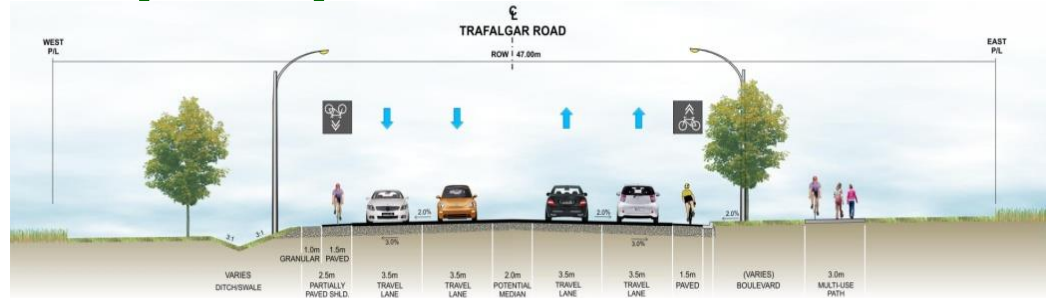 ℄
TRAFALGAR ROAD
WEST
P/L
ROW 47.00m
EAST
P/L
2.0%
2.0%
2.0%
2:1
3:1
3.0%
3.0%
1.0m
GRANULAR
1.5m
PAVED
VARIES
DITCH/SWALE
2.5m
PARTIALLY
PAVED SHLD.
3.5m
TRAVEL
LANE
3.5m
TRAVEL
LANE
2.0m
POTENTIAL
MEDIAN
3.5m
TRAVEL
LANE
3.5m
TRAVEL
LANE
1.5m
PAVED
(VARIES)
BOULEVARD
3.0m
MULTI-USE
PATH